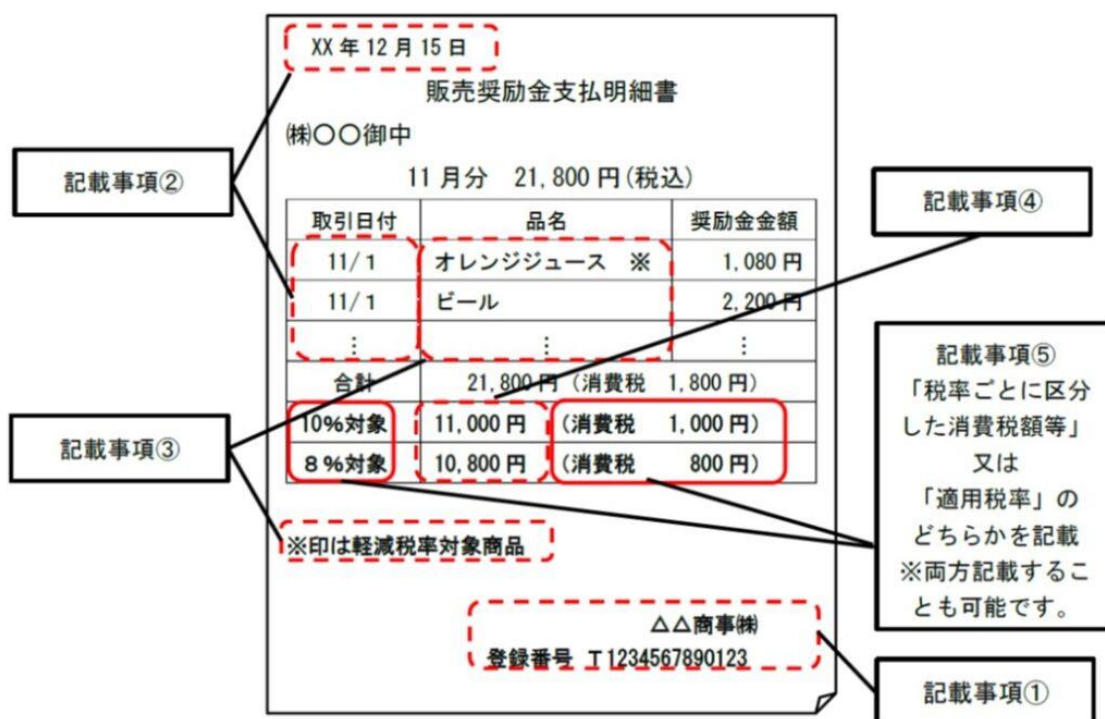 XX 年 12 月 15 日
販売奨励金支払明細書
㈱〇〇御中
11 月分 21,800 円(税込)
取引日付 品名 奨励金金額
11/1 オレンジジュース ※ 1,080 円
11/1 ビール 2,200 円
⋮ ⋮ ⋮
合計 21,800 円 (消費税 1,800 円)
10%対象 11,000 円 (消費税 1,000 円)
8%対象 10,800 円 (消費税 800 円)
※印は軽減税率対象商品
△△商事㈱
登録番号 T1234567890123
記載事項②
記載事項③
記載事項④
記載事項⑤
「税率ごとに区分
した消費税額等」
又は
「適用税率」の
どちらかを記載
※両方記載するこ
とも可能です。
記載事項①